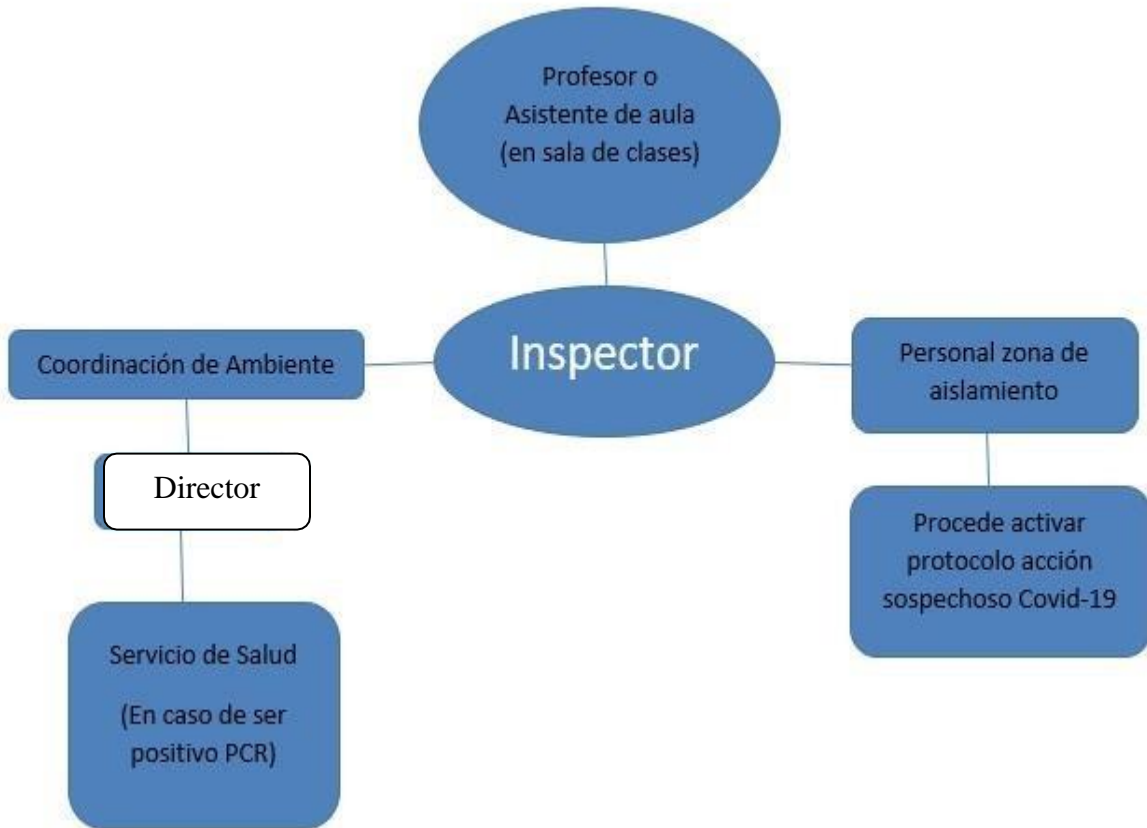 Profesor o
Asistente de aula
(en sala de clases)
Inspector
Coordinación de Ambiente
Personal zona de
aislamiento
Director
Procede activar
protocolo acción
sospechoso Covid-19
Servicio de Salud
(En caso de ser
positivo PCR)